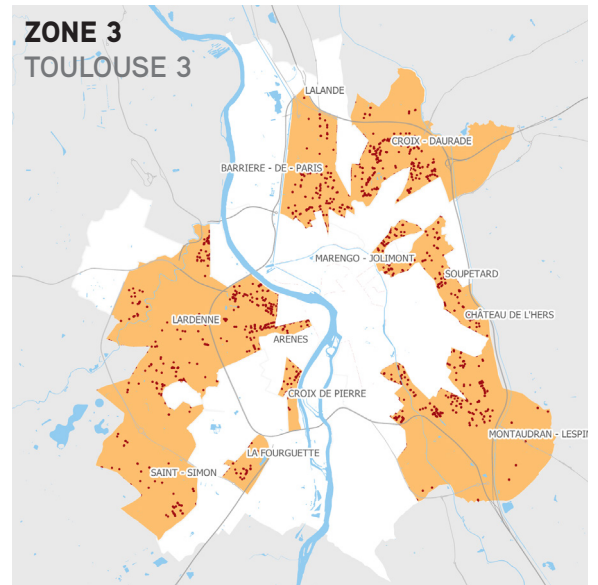 ZONE 3
TOULOUSE 3
LALANDE
CROIX - DAURADE
BARRIERE - DE - PARIS
MARENGO - JOLIMONT
SOUPETARD
CHÂTEAU DE L'HERS
LARDENNE
ARENES
CROIX DE PIERRE
MONTAUDRAN - LESPIN
LA FOURGUETTE
SAINT - SIMON